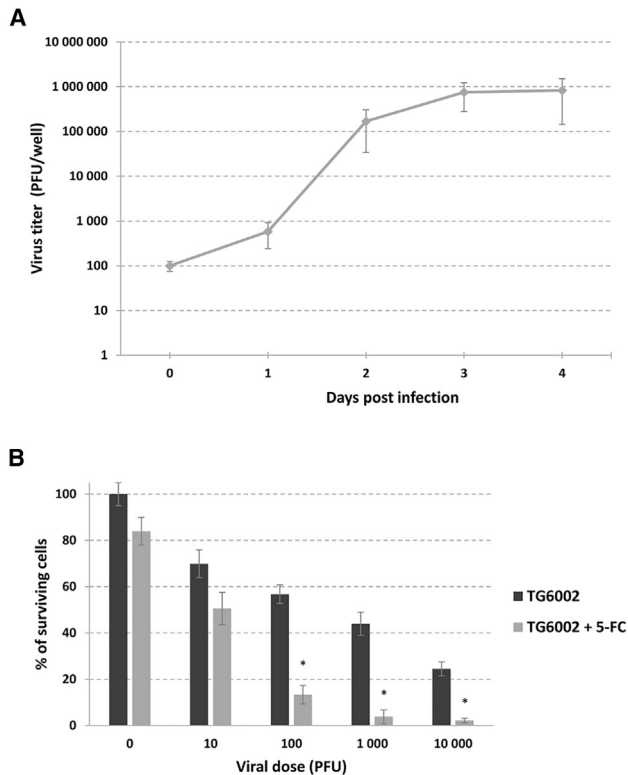 A
10 000 000
1 000 000
100 000
10 000
1 000
100
10
1
Virus titer (PFU/well)
0 1 2 3 4
Days post infection
B
100
80
60
40
20
0
% of surviving cells
* * *
0 10 100 1 000 10 000
Viral dose (PFU)
TG6002
TG6002 + 5-FC